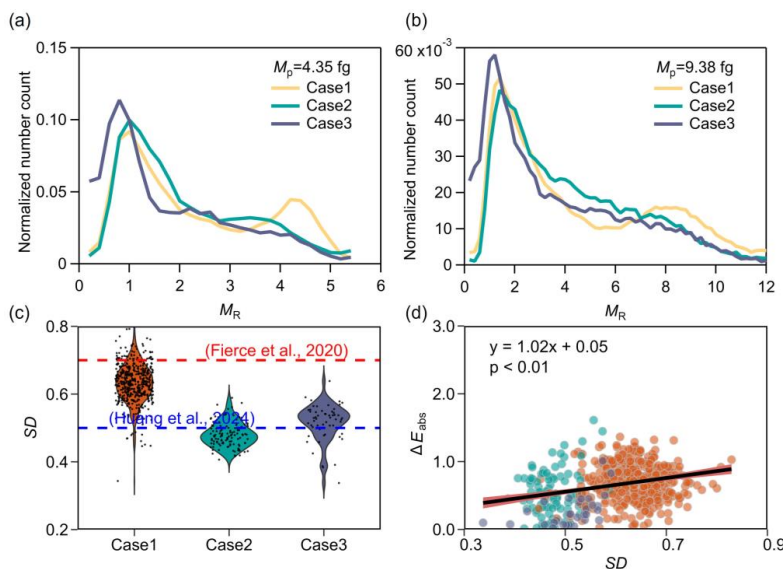 (a)
0.15
0.10
0.05
0
Normalized number count
Mp=4.35 fg
Case1
Case2
Case3
0 1 2 3 4 5 6
MR
(b)
60 x10-3
50
40
30
20
10
0
Normalized number count
Mp=9.38 fg
Case1
Case2
Case3
0 2 4 6 8 10 12
MR
(c)
0.8
0.6
0.4
0.2
SD
(Fierce et al., 2020)
(Huang et al., 2024)
Case1 Case2 Case3
(d)
3.0
2.0
1.0
0.0
ΔEabs
y = 1.02x + 0.05
p < 0.01
0.3 0.5 0.7 0.9
SD